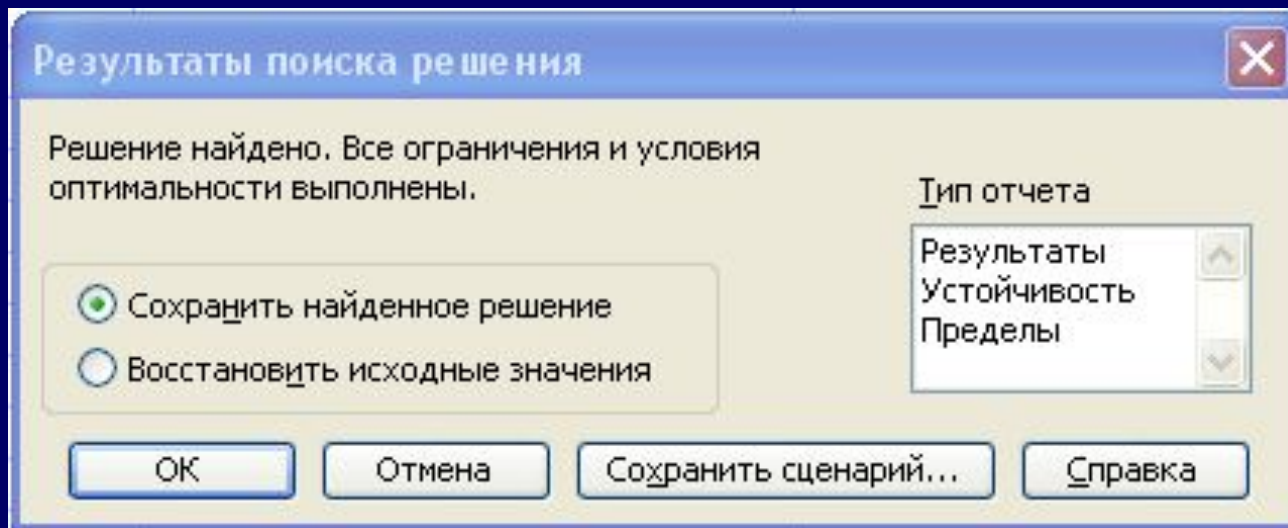 Результаты поиска решения
Решение найдено. Все ограничения и условия
оптимальности выполнены.
Тип отчета
Результаты
Устойчивость
Пределы
Сохранить найденное решение
Восстановить исходные значения
ОК
Отмена
Сохранить сценарий...
Справка